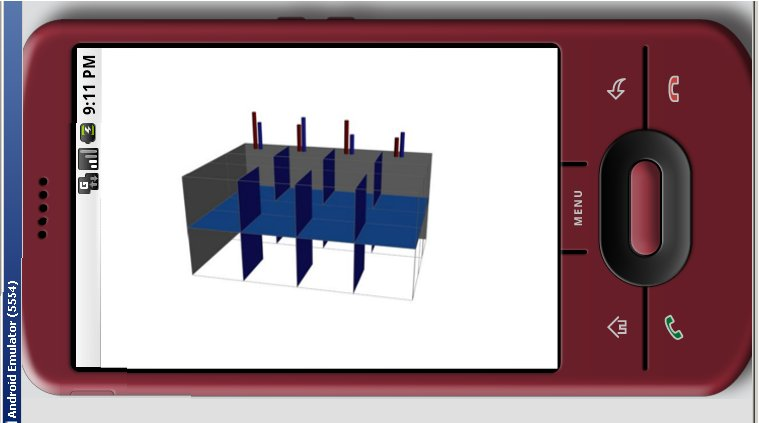 Android Emulator (5554)
G 9:11 PM
MENU